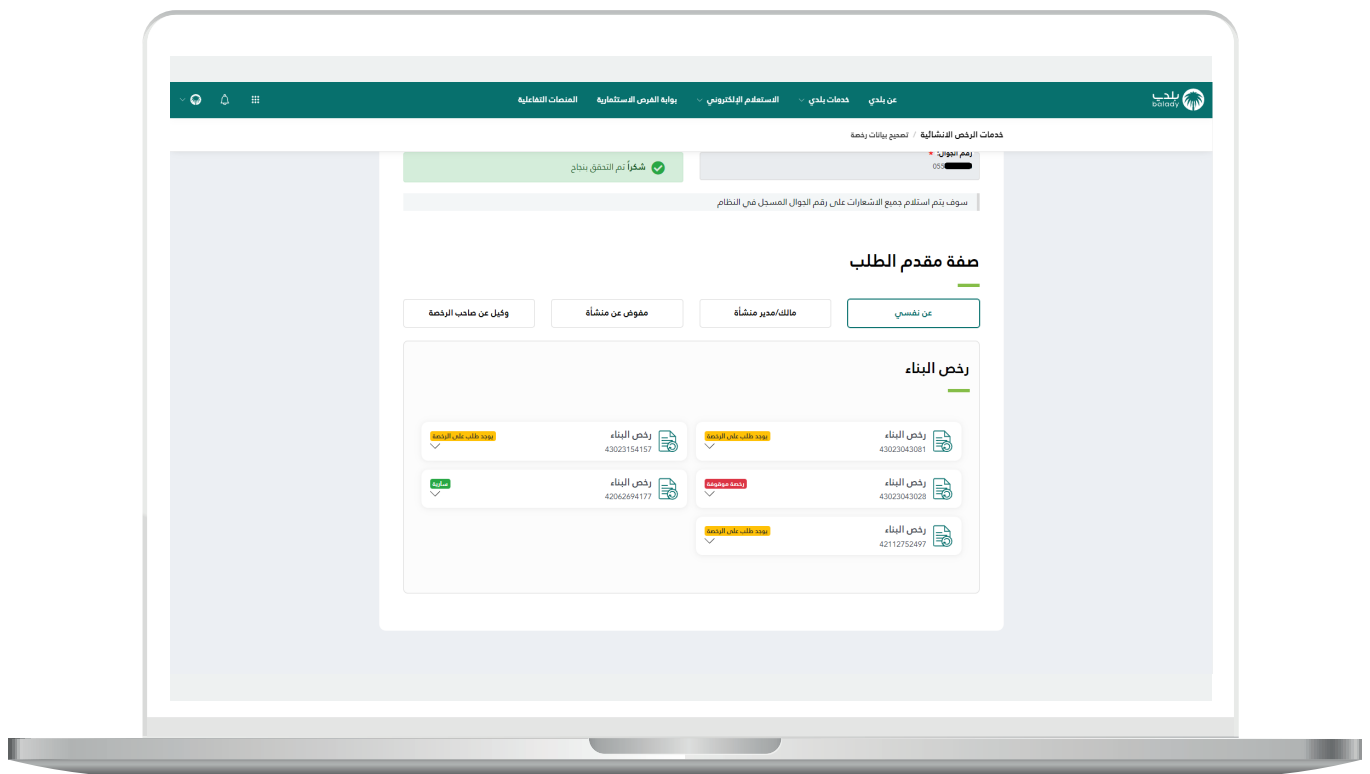 بلدي
balady
عن بلدي
خدمات بلدي
الاستعلام الإلكتروني
بوابة الفرص الاستثمارية
المنصات التفاعلية
خدمات الرخص الانشائية / تصحيح بيانات رخصة
رقم الجوال: *
055
شكراً تم التحقق بنجاح
سوف يتم استلام جميع الاشعارات على رقم الجوال المسجل في النظام
صفة مقدم الطلب
عن نفسي
مالك/مدير منشأة
مفوض عن منشأة
وكيل عن صاحب الرخصة
رخص البناء
رخص البناء
43023043081
يوجد طلب على الرخصة
رخص البناء
43023154157
يوجد طلب على الرخصة
رخص البناء
43023043028
رخصة موقوفة
رخص البناء
42062694177
سارية
رخص البناء
42112752497
يوجد طلب على الرخصة